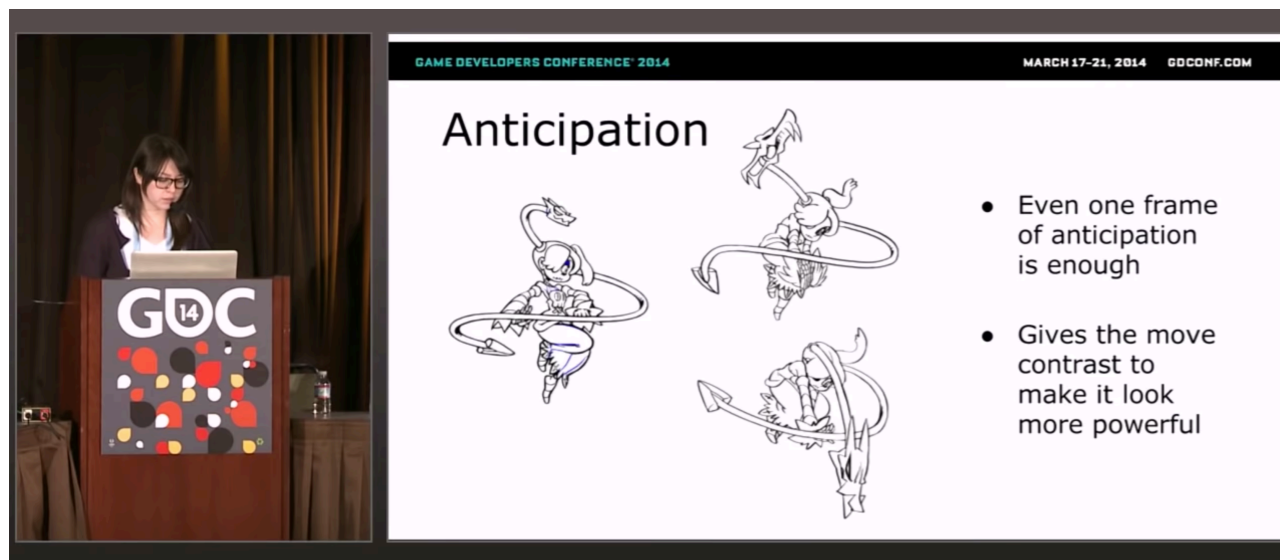 GAME DEVELOPERS CONFERENCE® 2014
MARCH 17-21, 2014 GDCONF.COM
Anticipation
● Even one frame
of anticipation
is enough
● Gives the move
contrast to
make it look
more powerful
GDC
14